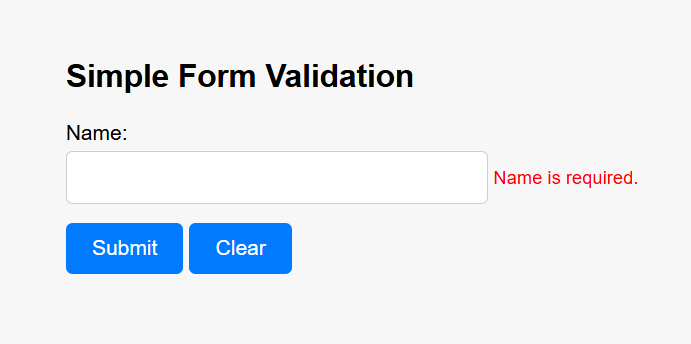 Simple Form Validation
Name:
Name is required.
Submit Clear